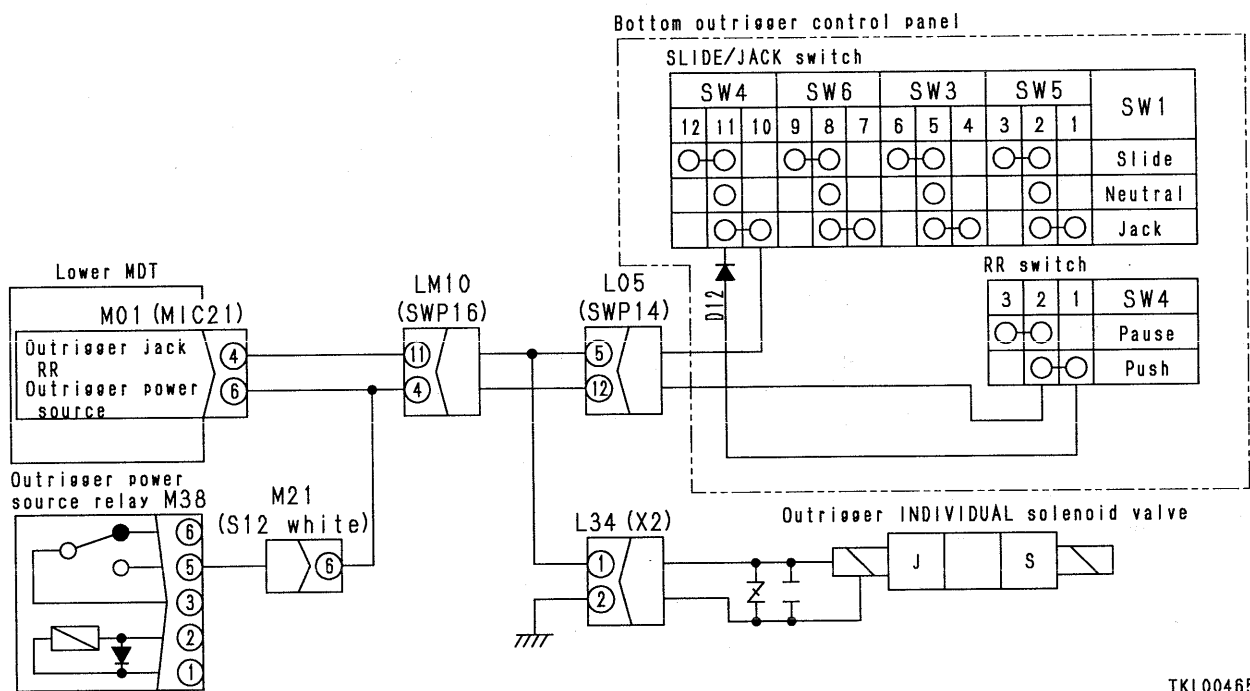 Bottom outrigger control panel
SLIDE/JACK switch
SW4 SW6 SW3 SW5 SW1
12 11 10 9 8 7 6 5 4 3 2 1
Slide
Neutral
Jack
RR switch
3 2 1 SW4
Pause
Push
D12
Lower MDT
M01 (MIC21)
Outrigger jack
RR
4
Outrigger power
source
6
LM10
(SWP16)
11
4
L05
(SWP14)
5
12
Outrigger power
source relay M38
6
5
3
2
1
M21
(S12 white)
6
L34 (X2)
1
2
Outrigger INDIVIDUAL solenoid valve
J S
TKL00465